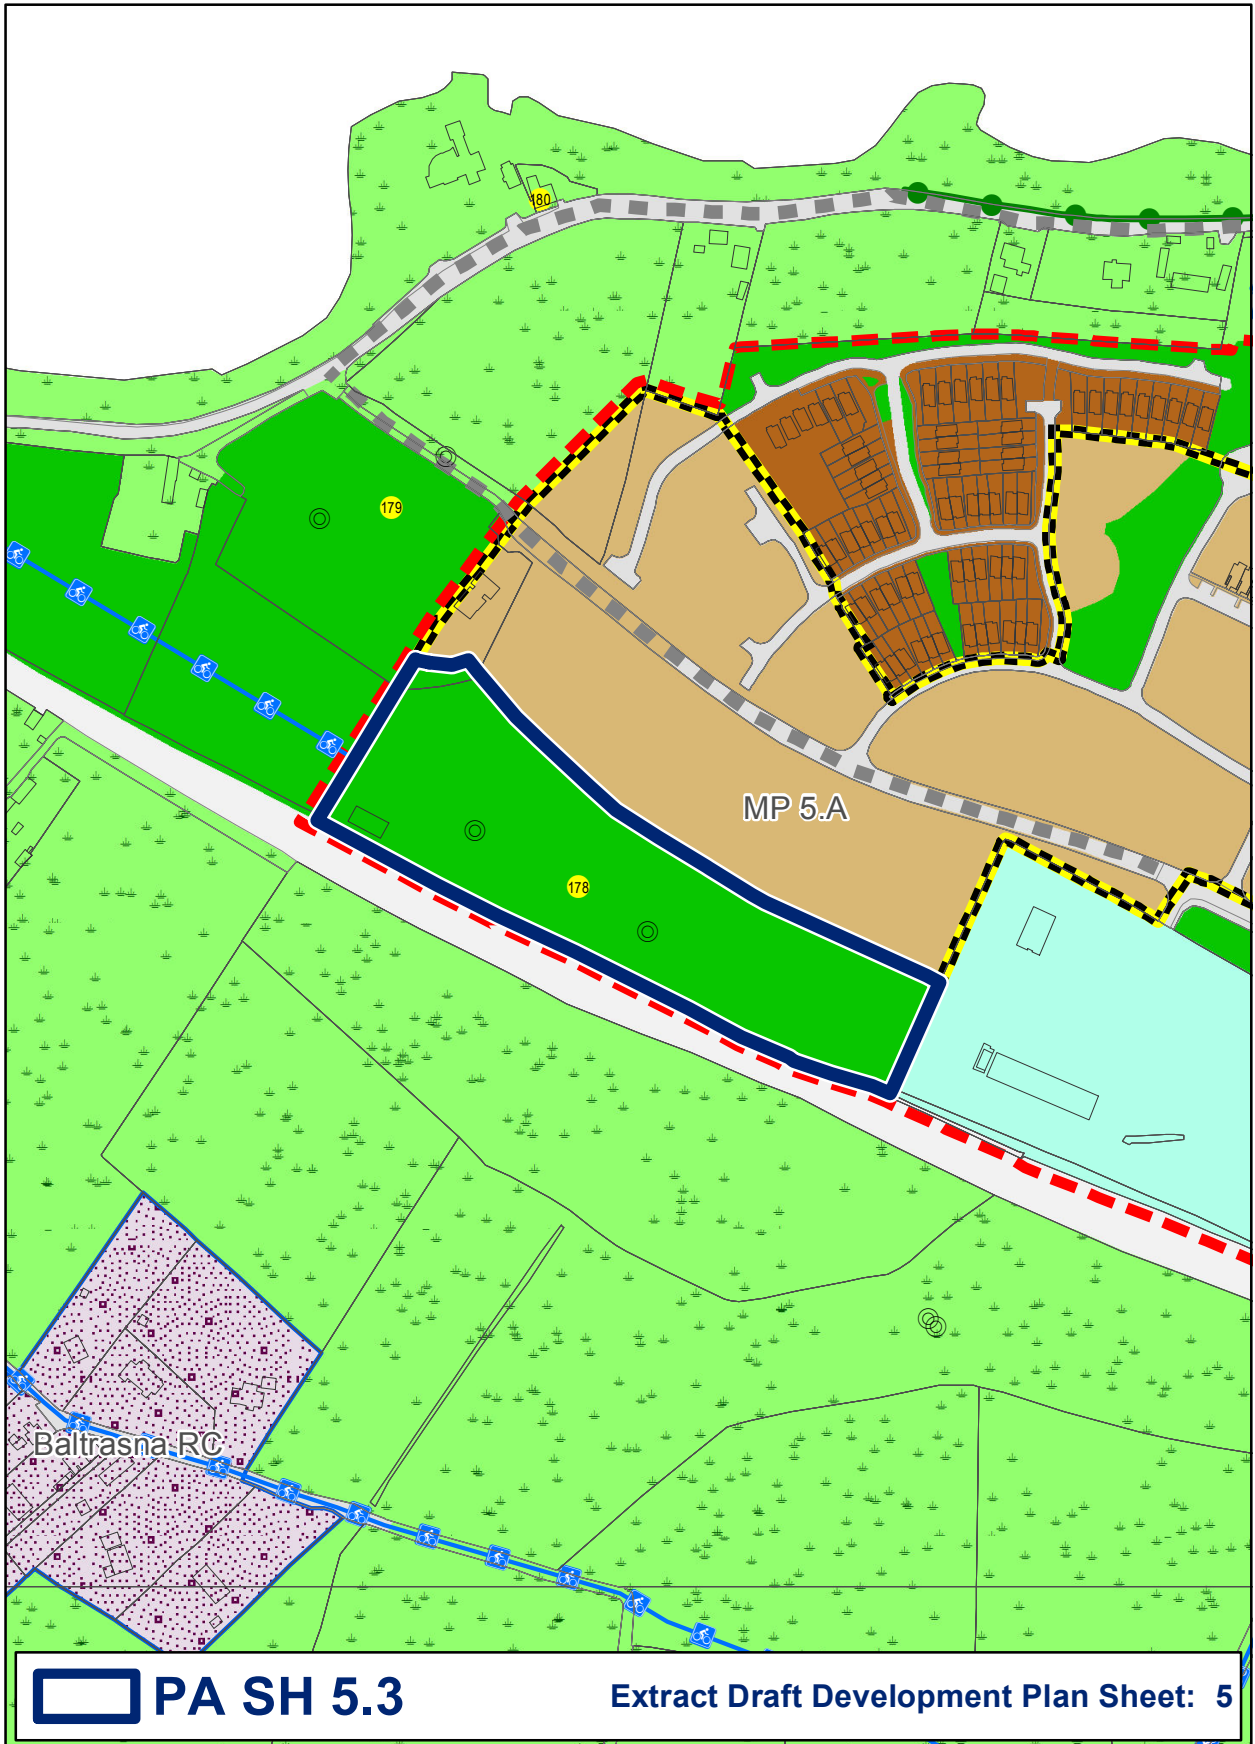 180
179
MP 5.A
178
Baltrasna RC
PA SH 5.3
Extract Draft Development Plan Sheet: 5